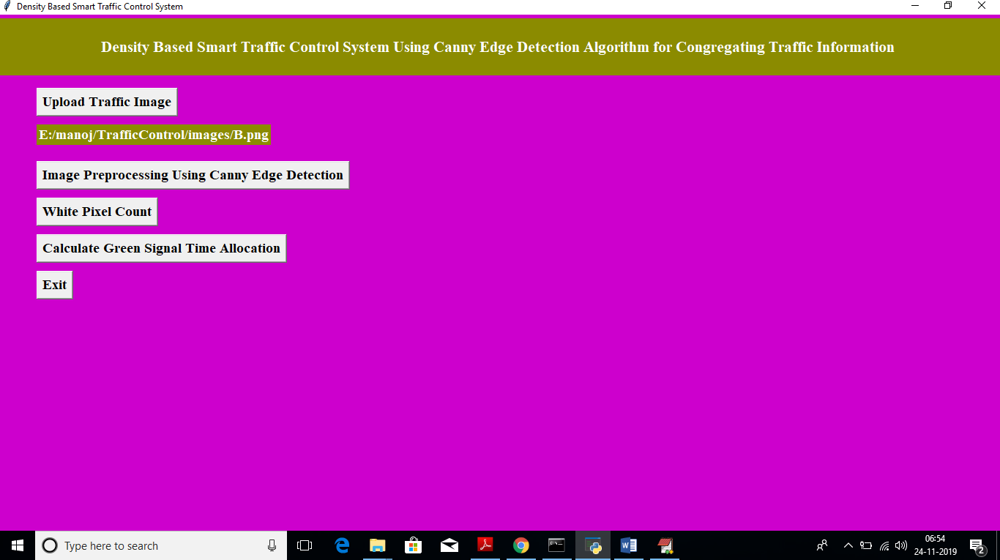 Density Based Smart Traffic Control System
Density Based Smart Traffic Control System Using Canny Edge Detection Algorithm for Congregating Traffic Information
Upload Traffic Image
E:/manoj/TrafficControl/images/B.png
Image Preprocessing Using Canny Edge Detection
White Pixel Count
Calculate Green Signal Time Allocation
Exit
Type here to search
06:54
24-11-2019
2